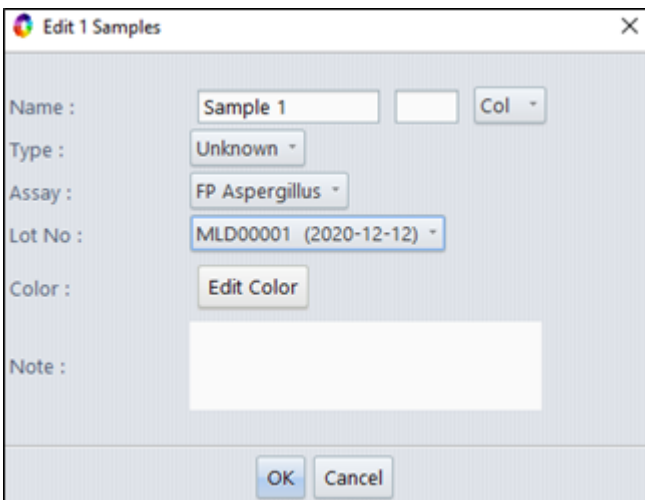 Edit 1 Samples
Name : Sample 1 Col
Type : Unknown
Assay : FP Aspergillus
Lot No : MLD00001 (2020-12-12)
Color : Edit Color
Note :
OK Cancel